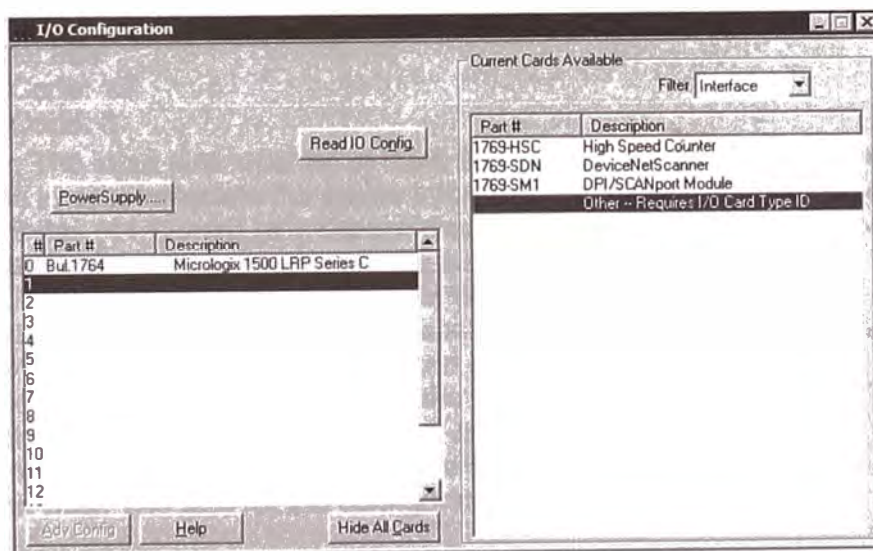 I/O Configuration
Current Cards Available
Filter Interface
Read IO Config.
Part # Description
1769-HSC High Speed Counter
1769-SDN DeviceNetScanner
1769-SM1 DPI/SCANport Module
Other -- Requires I/O Card Type ID
PowerSupply.....
# Part # Description
0 Bul.1764 Micrologix 1500 LRP Series C
1
2
3
4
5
6
7
8
9
10
11
12
Adv Config Help Hide All Cards